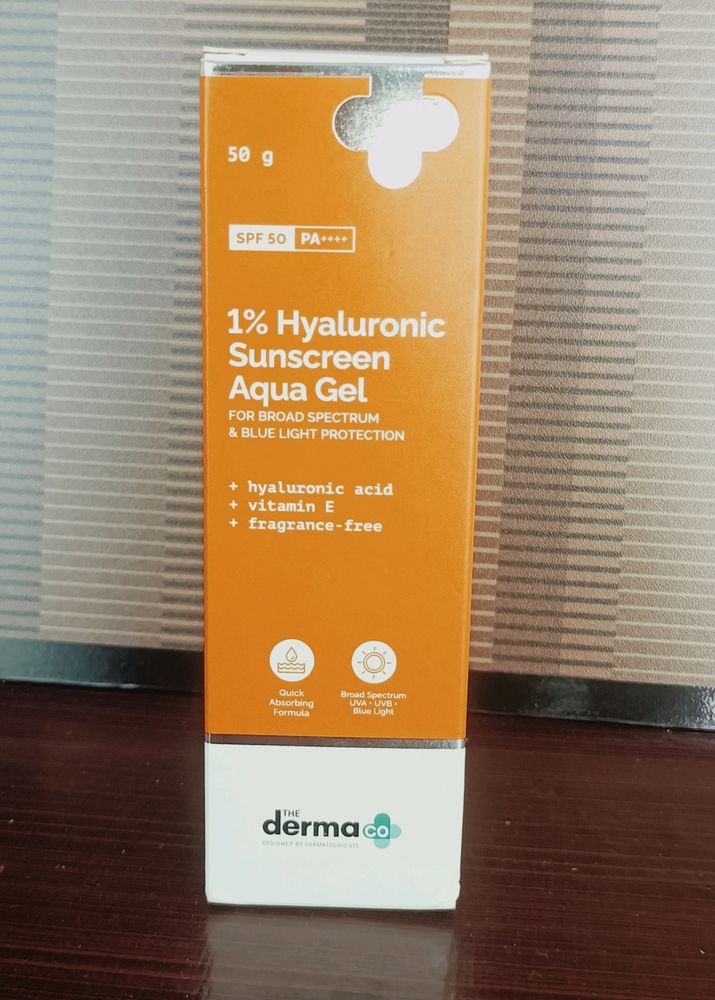 50 g
SPF 50 PA++++
1% Hyaluronic
Sunscreen
Aqua Gel
FOR BROAD SPECTRUM
& BLUE LIGHT PROTECTION
+ hyaluronic acid
+ vitamin E
+ fragrance-free
Quick
Absorbing
Formula
Broad Spectrum
UVA • UVB •
Blue Light
THE
derma co
DESIGNED BY DERMATOLOGISTS